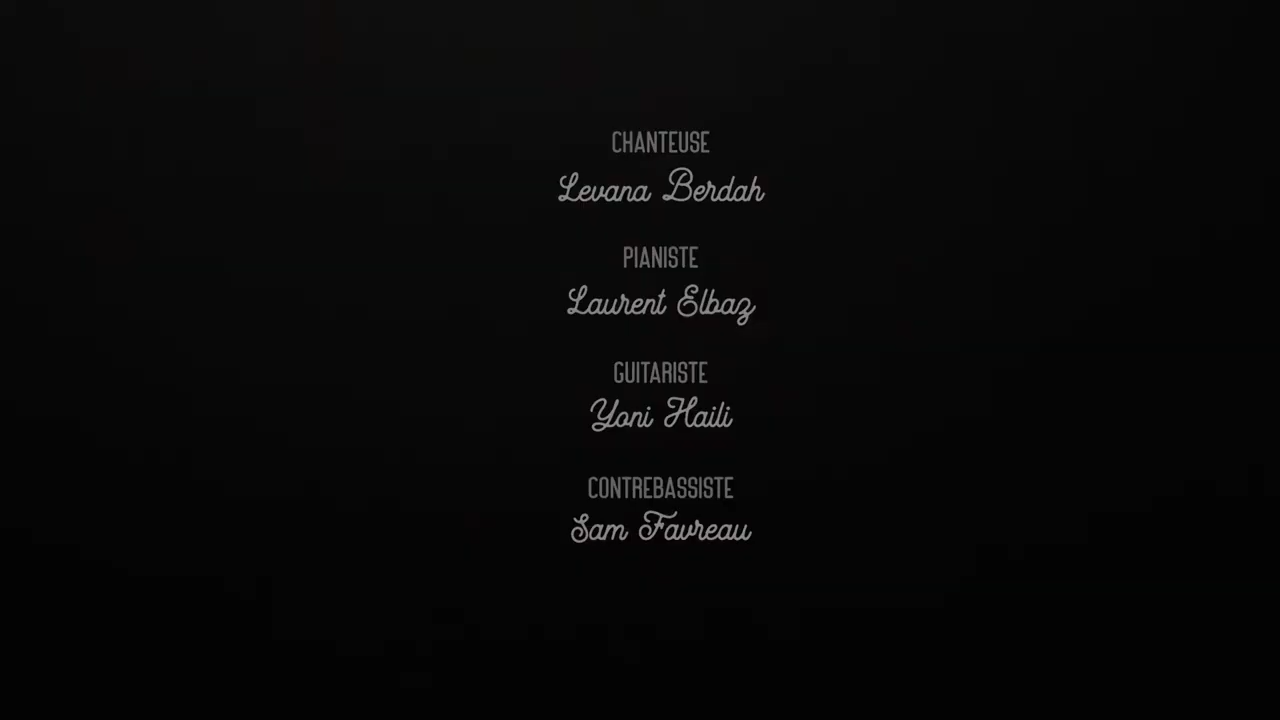 CHANTEUSE
Levana Berdah
PIANISTE
Laurent Elbaz
GUITARISTE
Yoni Haili
CONTREBASSISTE
Sam Favreau